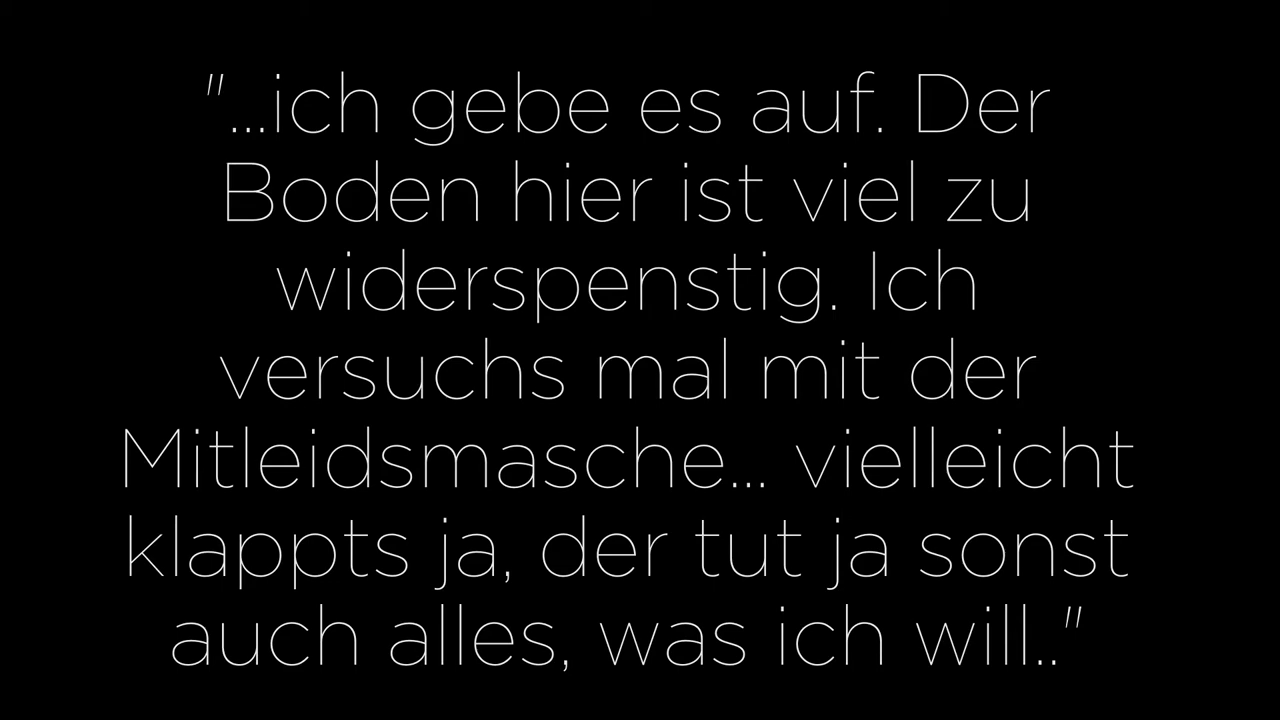 "...ich gebe es auf. Der
Boden hier ist viel zu
widerspenstig. Ich
versuchs mal mit der
Mitleidsmasche... vielleicht
klappts ja, der tut ja sonst
auch alles, was ich will.."